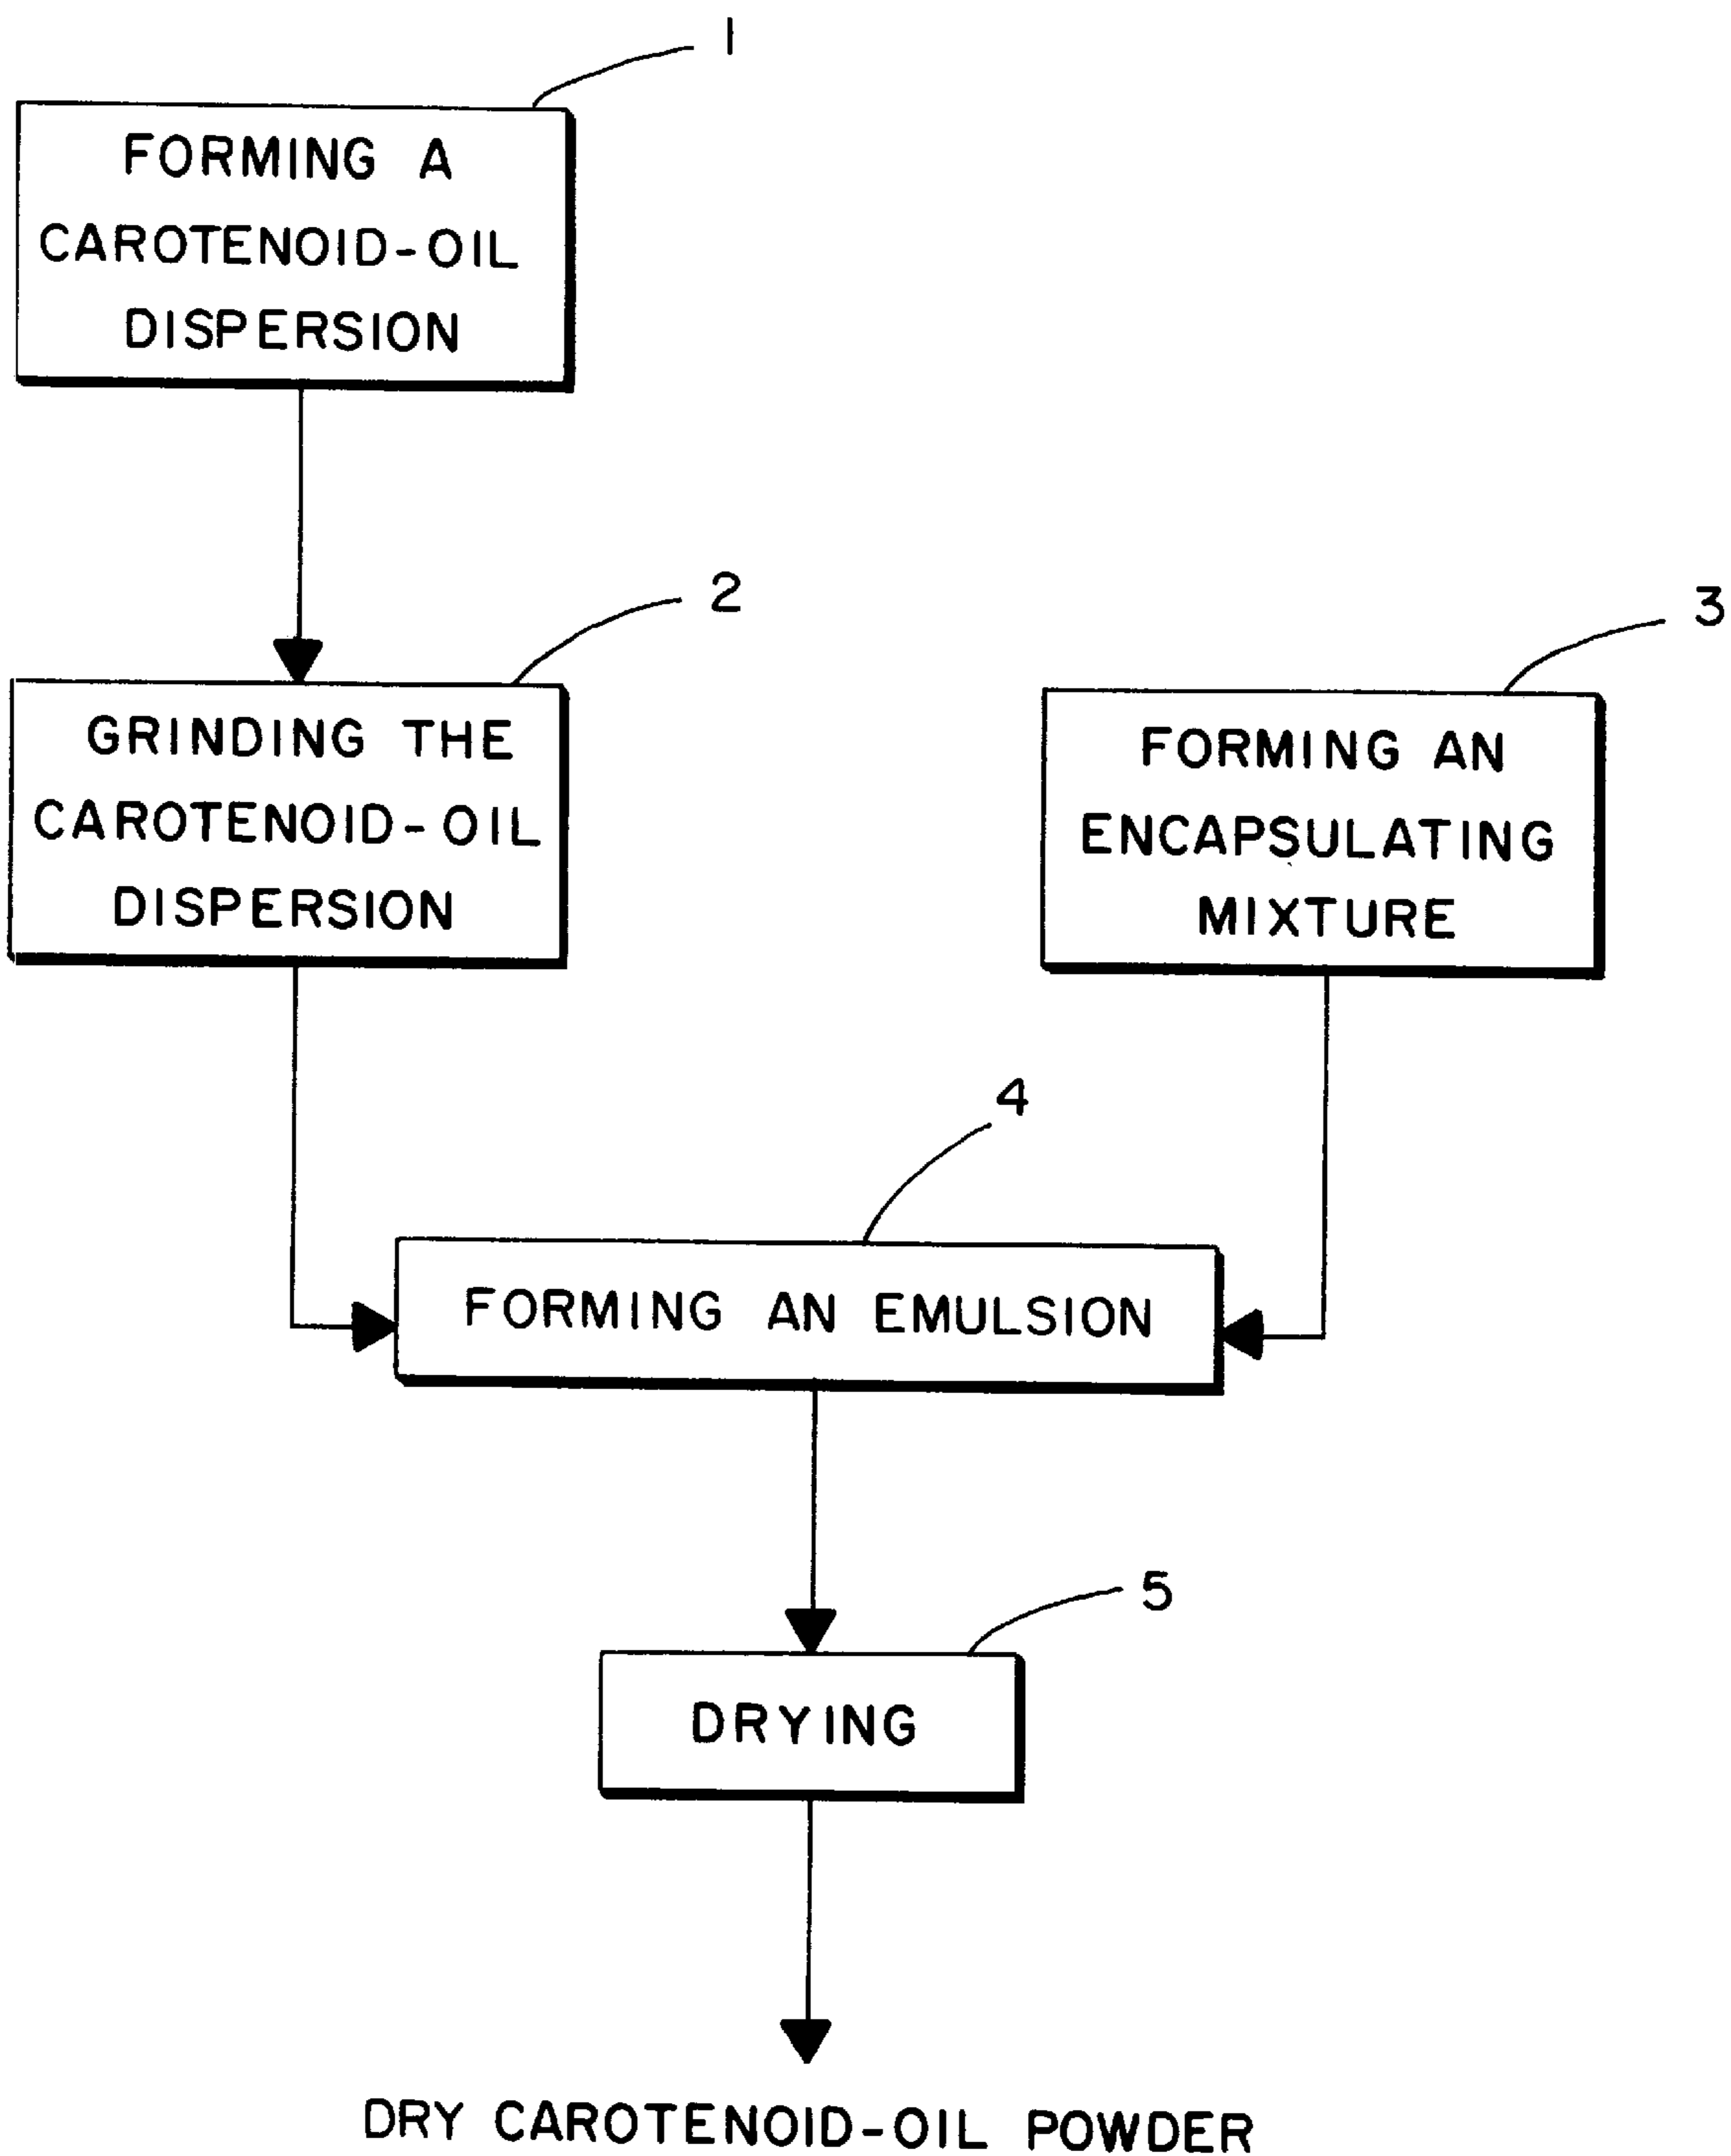 1
FORMING A
CAROTENOID-OIL
DISPERSION
2
GRINDING THE
CAROTENOID-OIL
DISPERSION
3
FORMING AN
ENCAPSULATING
MIXTURE
4
FORMING AN EMULSION
5
DRYING
DRY CAROTENOID-OIL POWDER